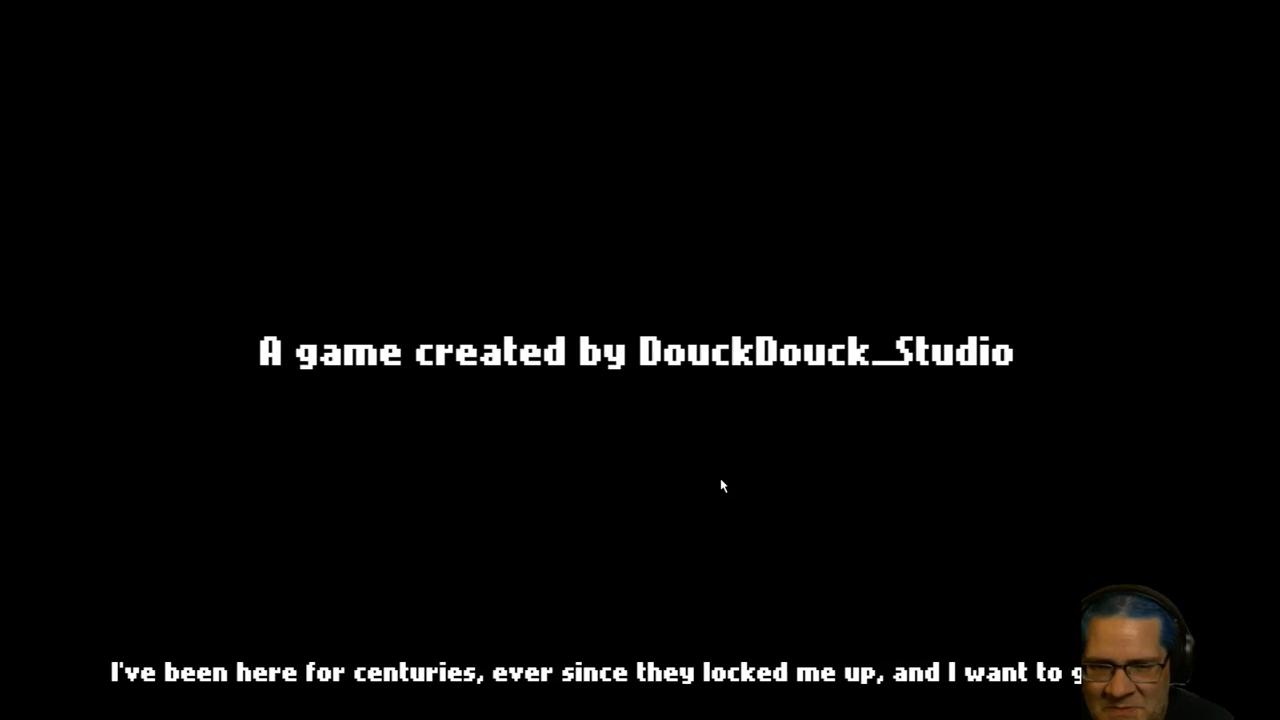 A game created by DouckDouck_Studio
I've been here for centuries, ever since they locked me up, and I want to